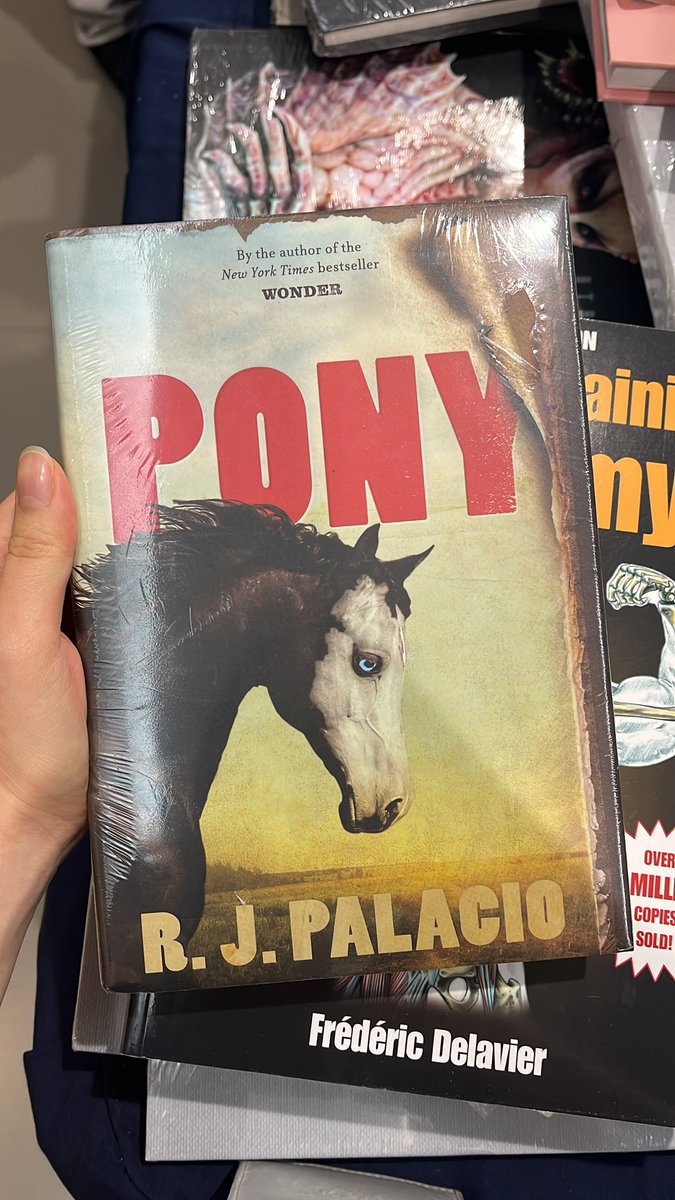 By the author of the
New York Times bestseller
WONDER
PONY
R. J. PALACIO
OVER
COPIES
SOLD!
Frédéric Delavier